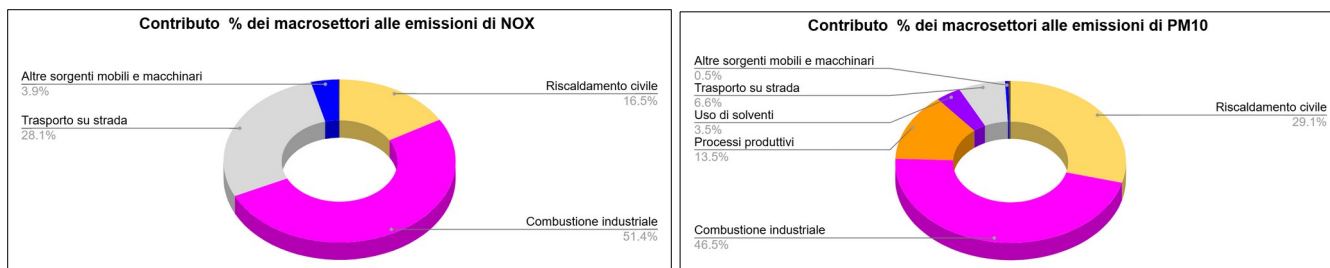 Contributo % dei macrosettori alle emissioni di NOX
Altre sorgenti mobili e macchinari
3.9%
Riscaldamento civile
16.5%
Trasporto su strada
28.1%
Combustione industriale
51.4%
Contributo % dei macrosettori alle emissioni di PM10
Altre sorgenti mobili e macchinari
0.5%
Trasporto su strada
6.6%
Riscaldamento civile
29.1%
Uso di solventi
3.5%
Processi produttivi
13.5%
Combustione industriale
46.5%